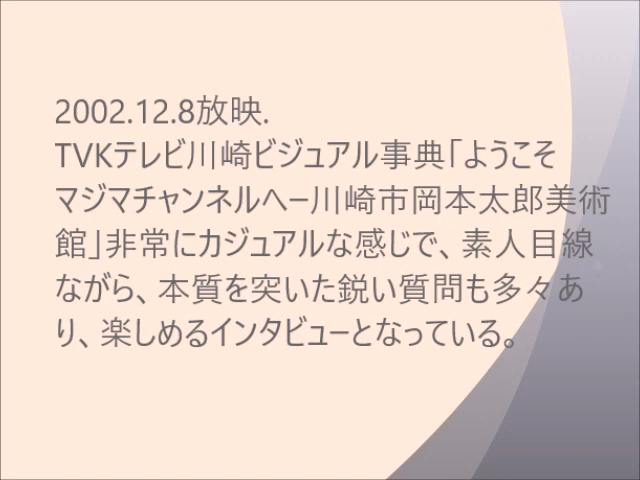 2002.12.8放映.
TVKテレビ川崎ビジュアル事典「ようこそ
マジマチャンネルへ−川崎市岡本太郎美術
館」非常にカジュアルな感じで、素人目線
ながら、本質を突いた鋭い質問も多々あ
り、楽しめるインタビューとなっている。